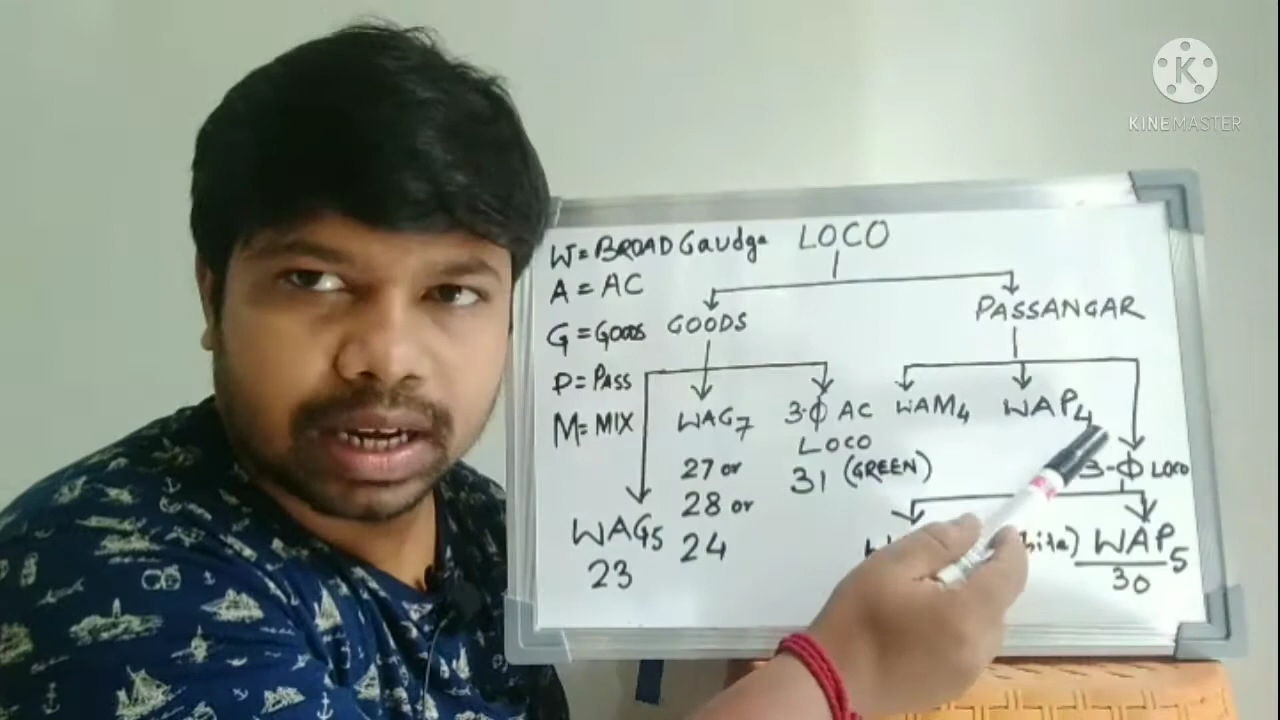 KINEMASTER
LOCO
W= BROAD Gaudge
A = AC
G = Goods
P = PASS
M = MIX
GOODS
PASSANGAR
WAG7
27 or
28 or
24
3-Φ AC
LOCO
31 (GREEN)
WAG5
23
WAM4
WAP4
3-Φ LOCO
WAP5
30